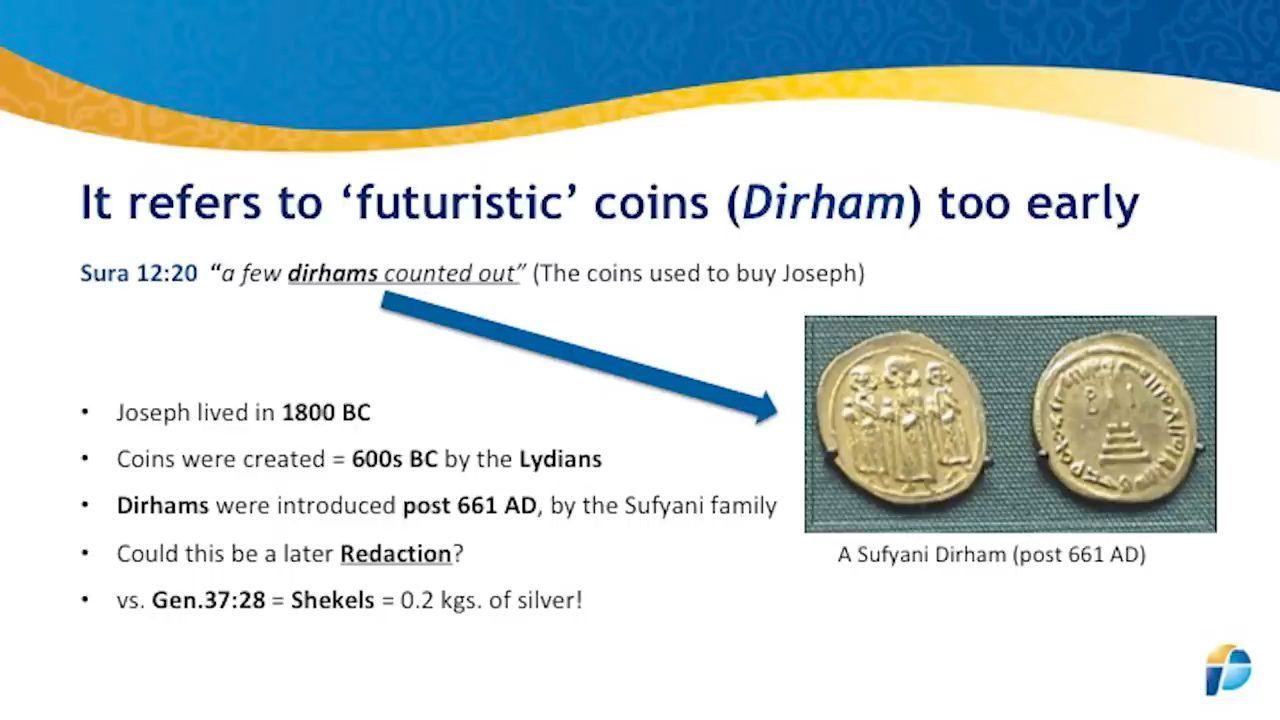 It refers to ‘futuristic’ coins (Dirham) too early
Sura 12:20 “a few dirhams counted out” (The coins used to buy Joseph)
• Joseph lived in 1800 BC
• Coins were created = 600s BC by the Lydians
• Dirhams were introduced post 661 AD, by the Sufyani family
• Could this be a later Redaction?
• vs. Gen.37:28 = Shekels = 0.2 kgs. of silver!
A Sufyani Dirham (post 661 AD)